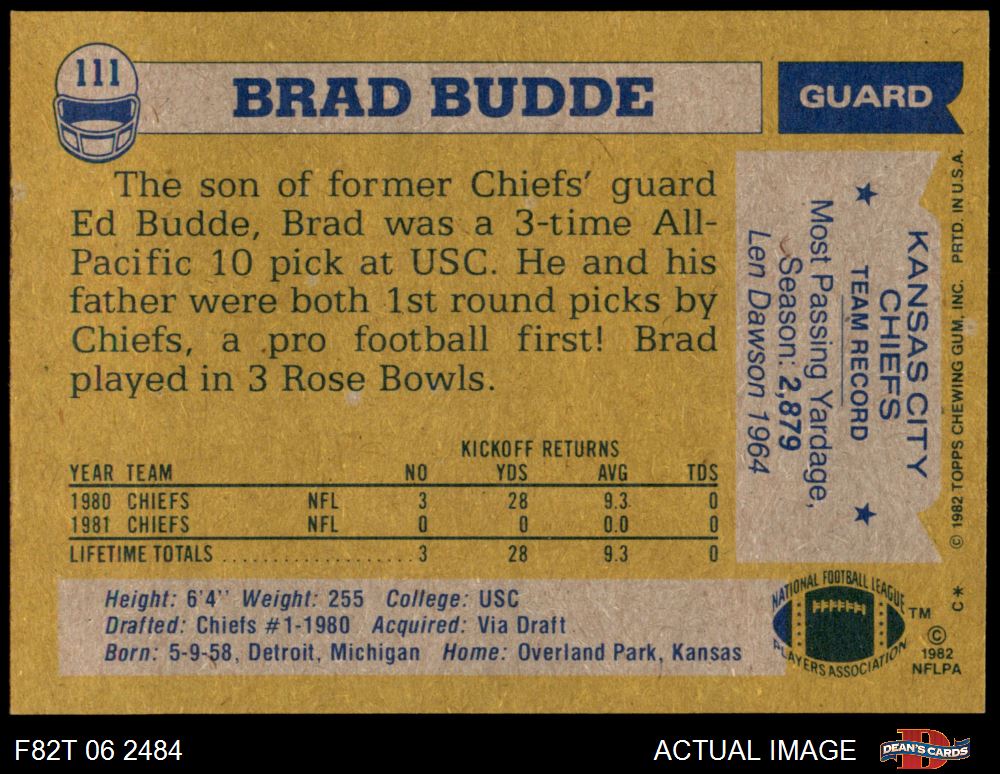 111
BRAD BUDDE
GUARD
The son of former Chiefs' guard
Ed Budde, Brad was a 3-time All-
Pacific 10 pick at USC. He and his
father were both 1st round picks by
Chiefs, a pro football first! Brad
played in 3 Rose Bowls.
KANSAS CITY
CHIEFS
TEAM RECORD
Most Passing Yardage,
Season: 2,879
Len Dawson 1964
© 1982 TOPPS CHEWING GUM, INC. PRTD. IN U.S.A.
KICKOFF RETURNS
YEAR TEAM NO YDS AVG TDS
1980 CHIEFS NFL 3 28 9.3 0
1981 CHIEFS NFL 0 0 0.0 0
LIFETIME TOTALS .................... 3 28 9.3 0
Height: 6'4" Weight: 255 College: USC
Drafted: Chiefs #1-1980 Acquired: Via Draft
Born: 5-9-58, Detroit, Michigan Home: Overland Park, Kansas
NATIONAL FOOTBALL LEAGUE
PLAYERS ASSOCIATION
TM
C*
©
1982
NFLPA
F82T 06 2484
ACTUAL IMAGE
DEAN'S CARDS